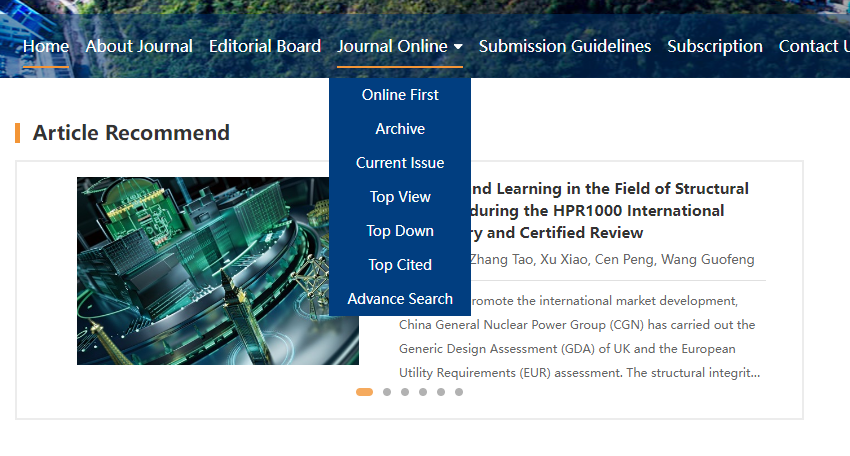 Home About Journal Editorial Board Journal Online Submission Guidelines Subscription Contact
Online First
Archive
Current Issue
Top View
Top Down
Top Cited
Advance Search
Article Recommend
Learning in the Field of Structural
during the HPR1000 International
and Certified Review
Zhang Tao, Xu Xiao, Cen Peng, Wang Guofeng
the international market development,
China General Nuclear Power Group (CGN) has carried out the
Generic Design Assessment (GDA) of UK and the European
Utility Requirements (EUR) assessment. The structural integrit...